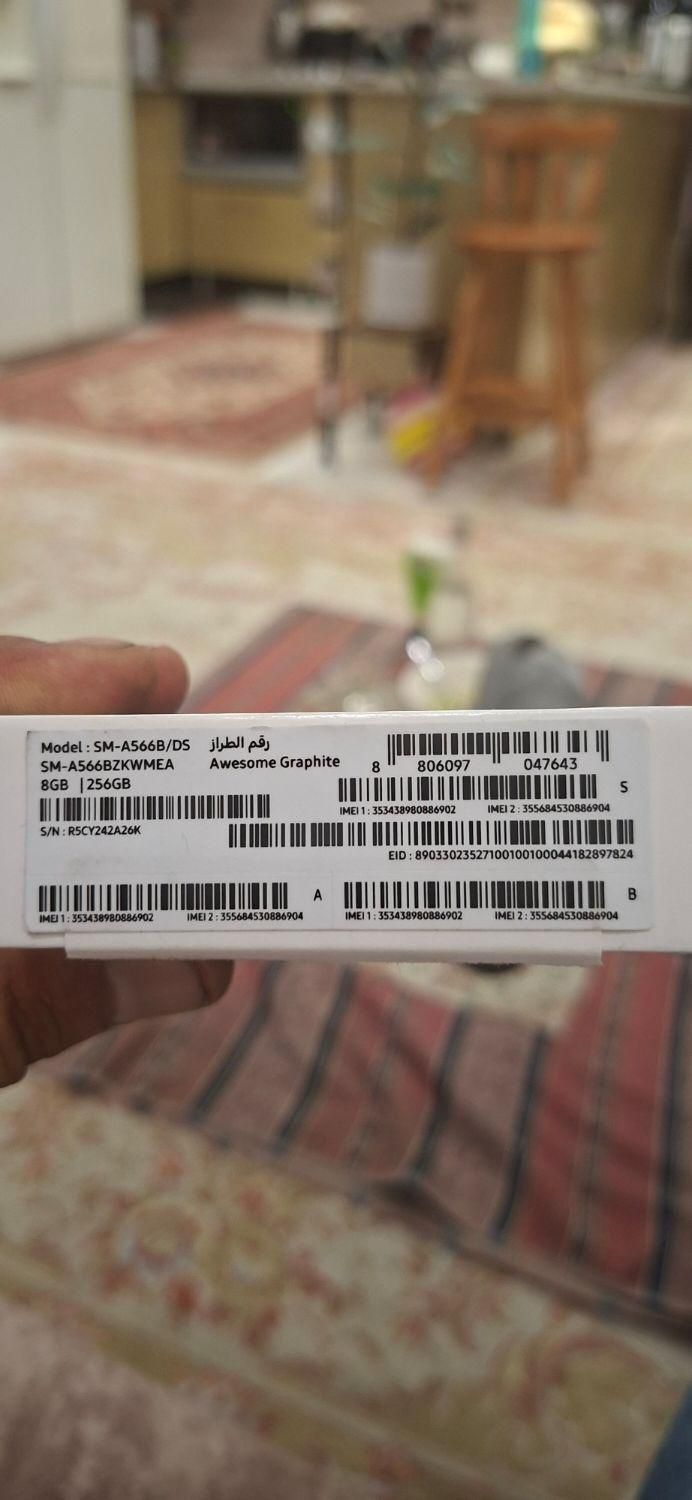 Model : SM-A566B/DS رقم الطراز
SM-A566BZKWMEA Awesome Graphite
8GB | 256GB
8 806097 047643
S
IMEI 1 : 353438980886902 IMEI 2 : 355684530886904
S/N : R5CY242A26K
EID : 89033023527100100100044182897824
A
IMEI 1 : 353438980886902 IMEI 2 : 355684530886904
B
IMEI 1 : 353438980886902 IMEI 2 : 355684530886904